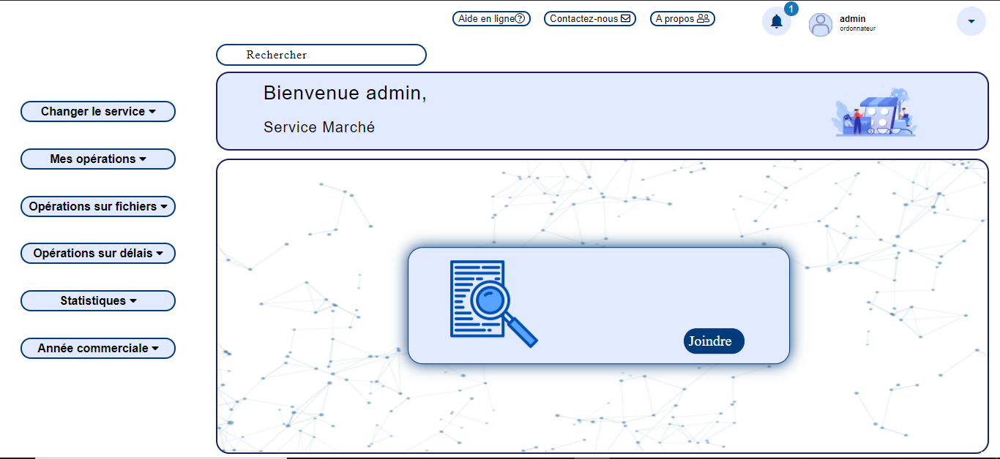 Aide en ligne
Contactez-nous
A propos
1
admin
ordonnateur
Rechercher
Bienvenue admin,
Service Marché
Changer le service
Mes opérations
Opérations sur fichiers
Opérations sur délais
Statistiques
Année commerciale
Joindre